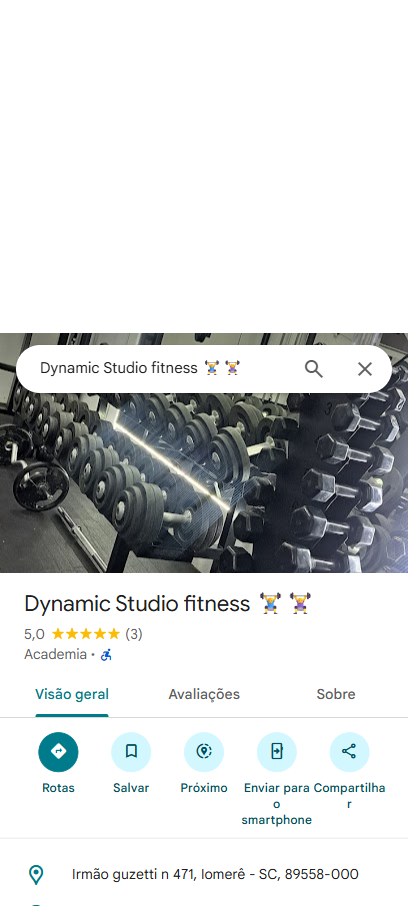 Dynamic Studio fitness 🏋️‍♂️ 🏋️‍♀️
Dynamic Studio fitness 🏋️‍♂️ 🏋️‍♀️
5,0 ★★★★★ (3)
Academia ·
Visão geral
Avaliações
Sobre
Rotas
Salvar
Próximo
Enviar para
o
smartphone
Compartilha
r
Irmão guzetti n 471, Iomerê - SC, 89558-000